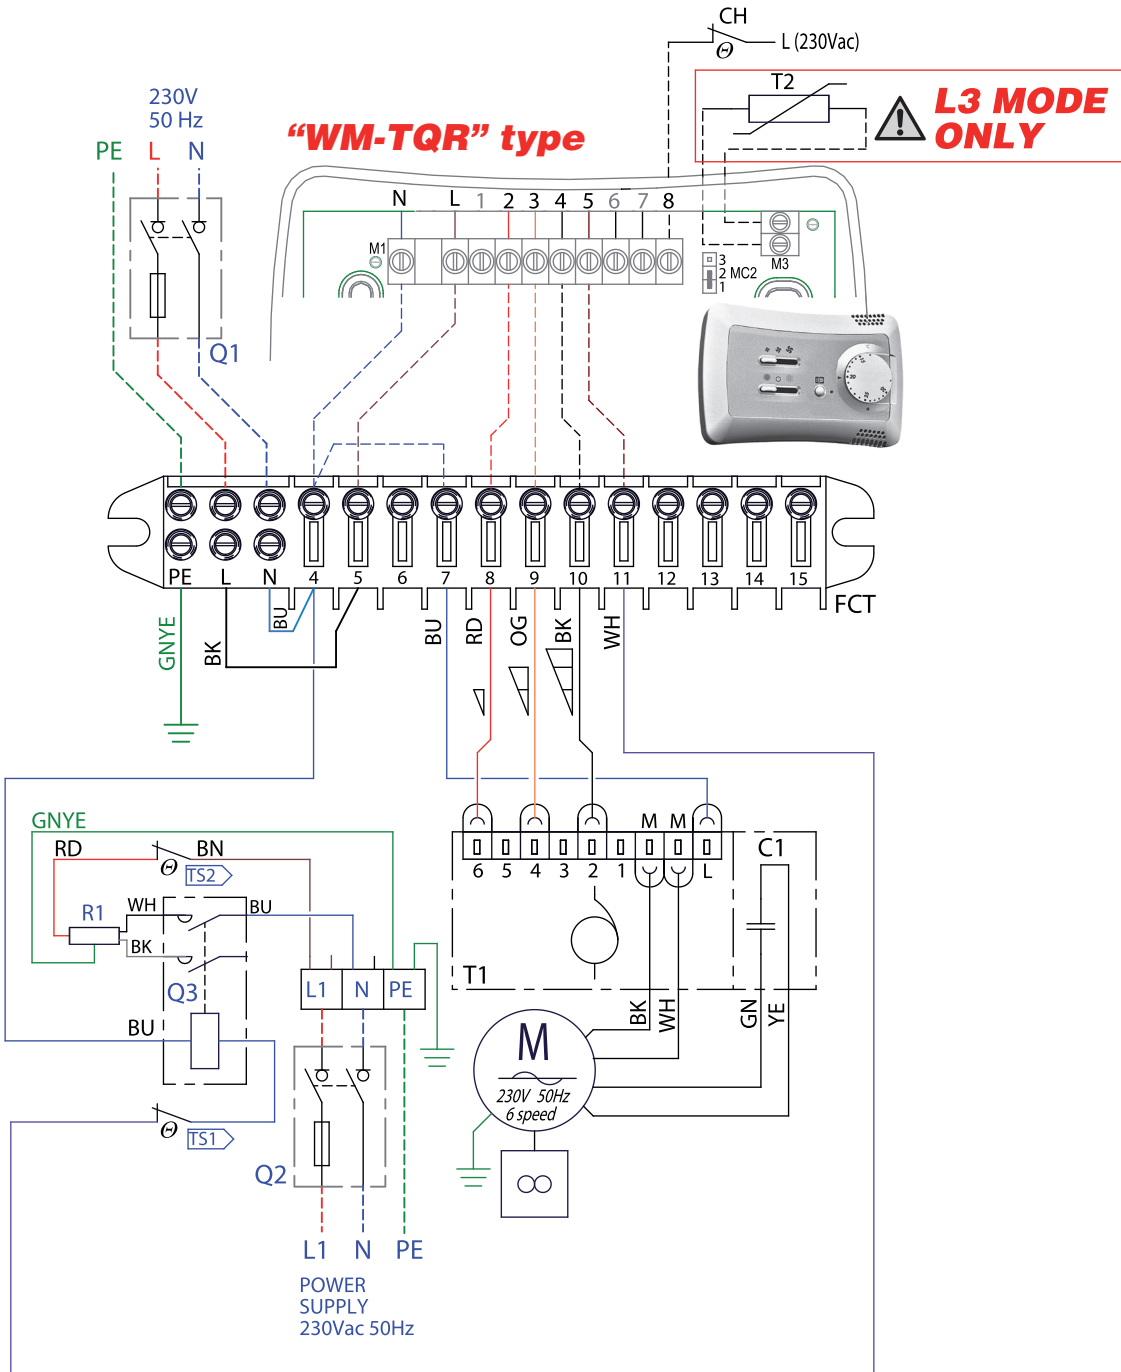 CH
L (230Vac)
T2
L3 MODE
ONLY
230V
50 Hz
"WM-TQR" type
PE L N
N L 1 2 3 4 5 6 7 8
M1
3
2 MC2
1
M3
Q1
PE L N 4 5 6 7 8 9 10 11 12 13 14 15
FCT
GNYE
BK
BU
BU
RD
OG
BK
WH
GNYE
RD
BN
Θ
TS2
M M
C1
6 5 4 3 2 1 L
R1
WH
BU
BK
Q3
L1 N PE
T1
BU
BK
WH
GN
YE
M
230V 50Hz
6 speed
Θ
TS1
Q2
L1 N PE
POWER
SUPPLY
230Vac 50Hz